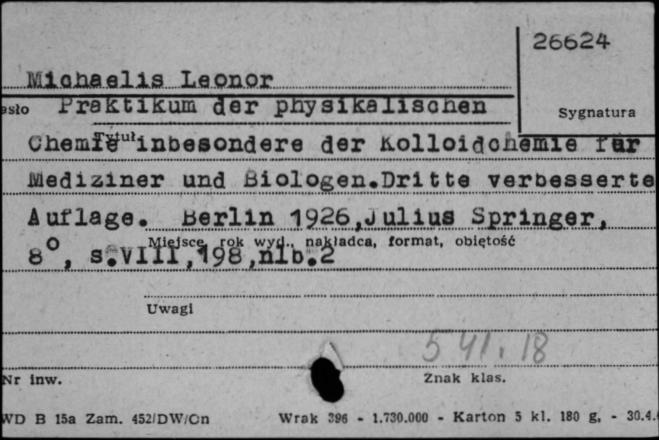 26624
Michaelis Leonor
asło Praktikum der physikalischen
Sygnatura
Tytuł
Chemie inbesondere der Kolloidchemie für
Mediziner und Biologen.Dritte verbesserte
Auflage. Berlin 1926,Julius Springer,
Miejsce, rok wyd., nakładca, format, objętość
8°, s.VIII,198,nlb.2
Uwagi
541.18
Nr inw.
Znak klas.
WD B 15a Zam. 452/DW/Cn Wrak 396 - 1.730.000 - Karton 5 kl. 180 g. - 30.4.